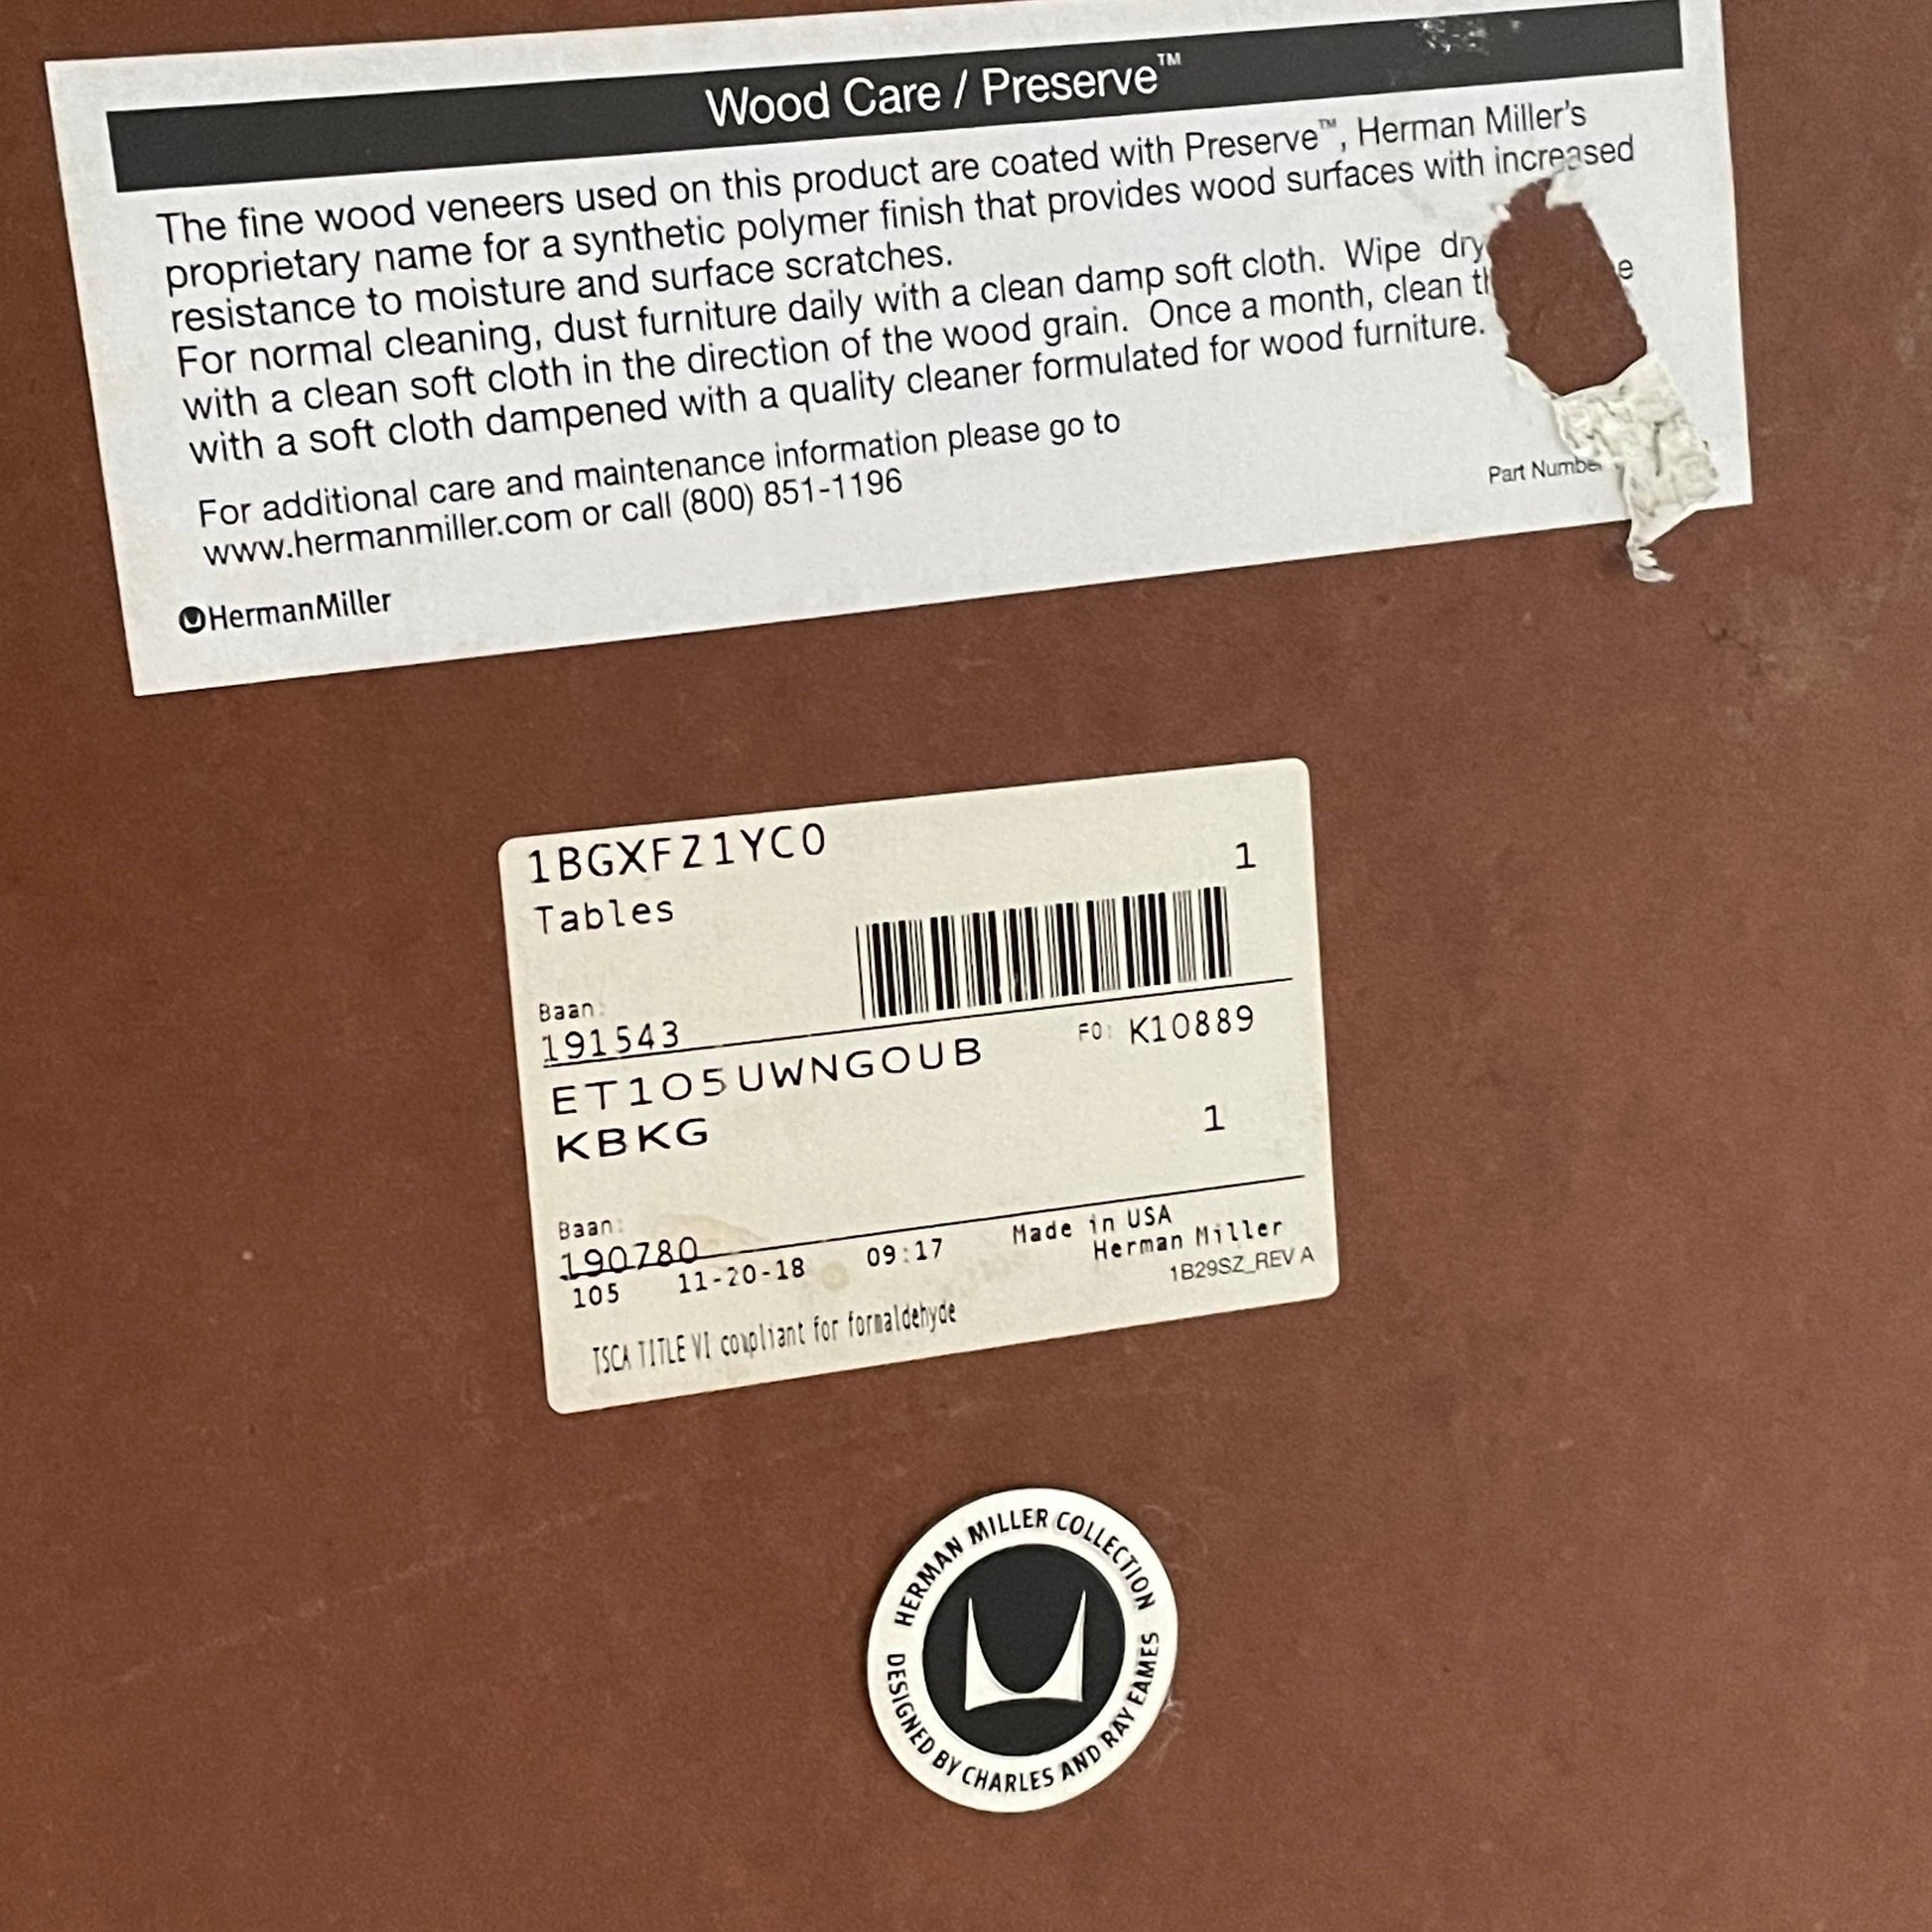 Wood Care / Preserve™
The fine wood veneers used on this product are coated with Preserve™, Herman Miller's
proprietary name for a synthetic polymer finish that provides wood surfaces with increased
resistance to moisture and surface scratches.
For normal cleaning, dust furniture daily with a clean damp soft cloth. Wipe dry
with a clean soft cloth in the direction of the wood grain. Once a month, clean
with a soft cloth dampened with a quality cleaner formulated for wood furniture.
For additional care and maintenance information please go to
www.hermanmiller.com or call (800) 851-1196
Part Number
HermanMiller
1BGXFZ1YC0
1
Tables
Baan:
191543
FO: K10889
ET105UWNGOUB
KBKG
1
Baan:
190780
105 11-20-18 09:17 Made in USA
Herman Miller
1B29SZ_REV A
TSCA TITLE VI compliant for formaldehyde
HERMAN MILLER COLLECTION
DESIGNED BY CHARLES AND RAY EAMES